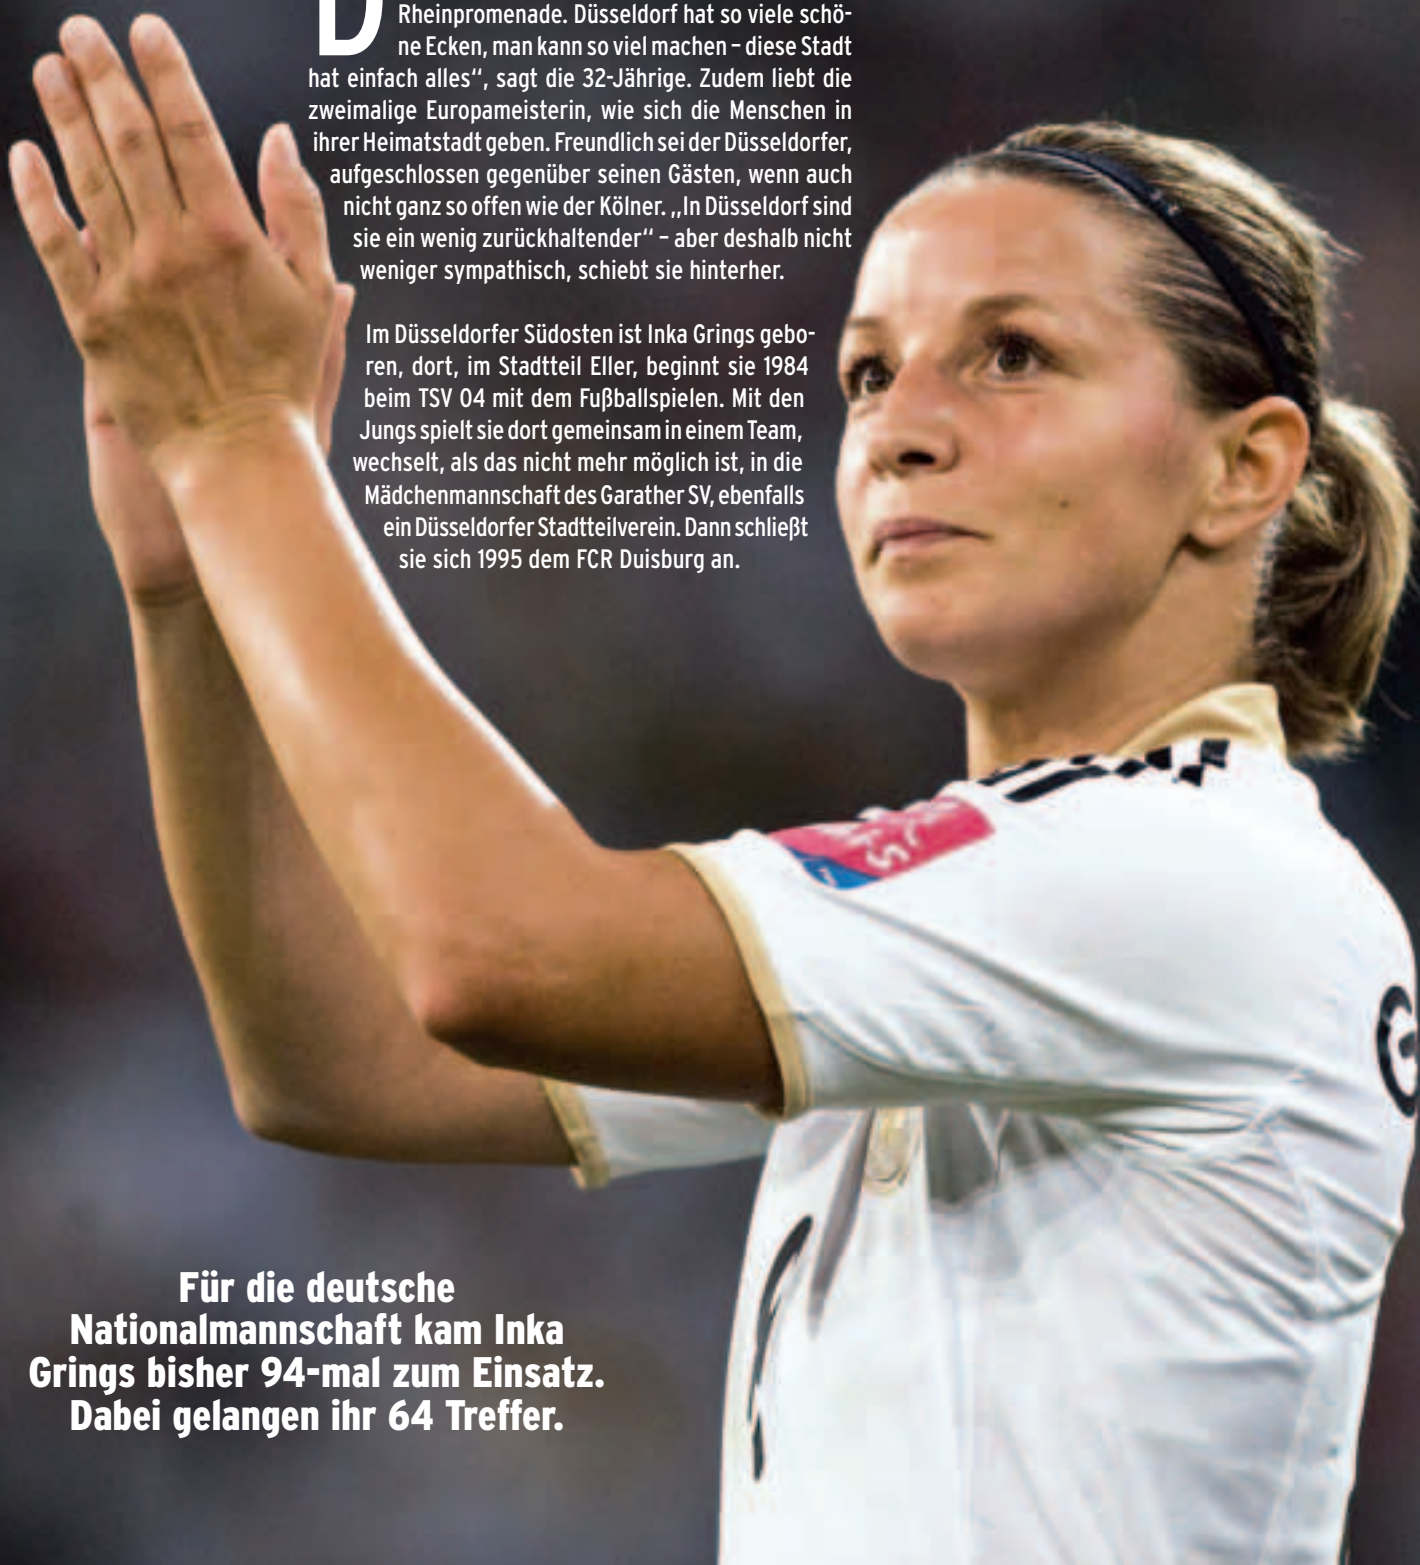 D
Rheinpromenade. Düsseldorf hat so viele schö-
ne Ecken, man kann so viel machen – diese Stadt
hat einfach alles“, sagt die 32-Jährige. Zudem liebt die
zweimalige Europameisterin, wie sich die Menschen in
ihrer Heimatstadt geben. Freundlich sei der Düsseldorfer,
aufgeschlossen gegenüber seinen Gästen, wenn auch
nicht ganz so offen wie der Kölner. „In Düsseldorf sind
sie ein wenig zurückhaltender“ – aber deshalb nicht
weniger sympathisch, schiebt sie hinterher.
Im Düsseldorfer Südosten ist Inka Grings gebo-
ren, dort, im Stadtteil Eller, beginnt sie 1984
beim TSV 04 mit dem Fußballspielen. Mit den
Jungs spielt sie dort gemeinsam in einem Team,
wechselt, als das nicht mehr möglich ist, in die
Mädchenmannschaft des Garather SV, ebenfalls
ein Düsseldorfer Stadtteilverein. Dann schließt
sie sich 1995 dem FCR Duisburg an.
Für die deutsche
Nationalmannschaft kam Inka
Grings bisher 94-mal zum Einsatz.
Dabei gelangen ihr 64 Treffer.